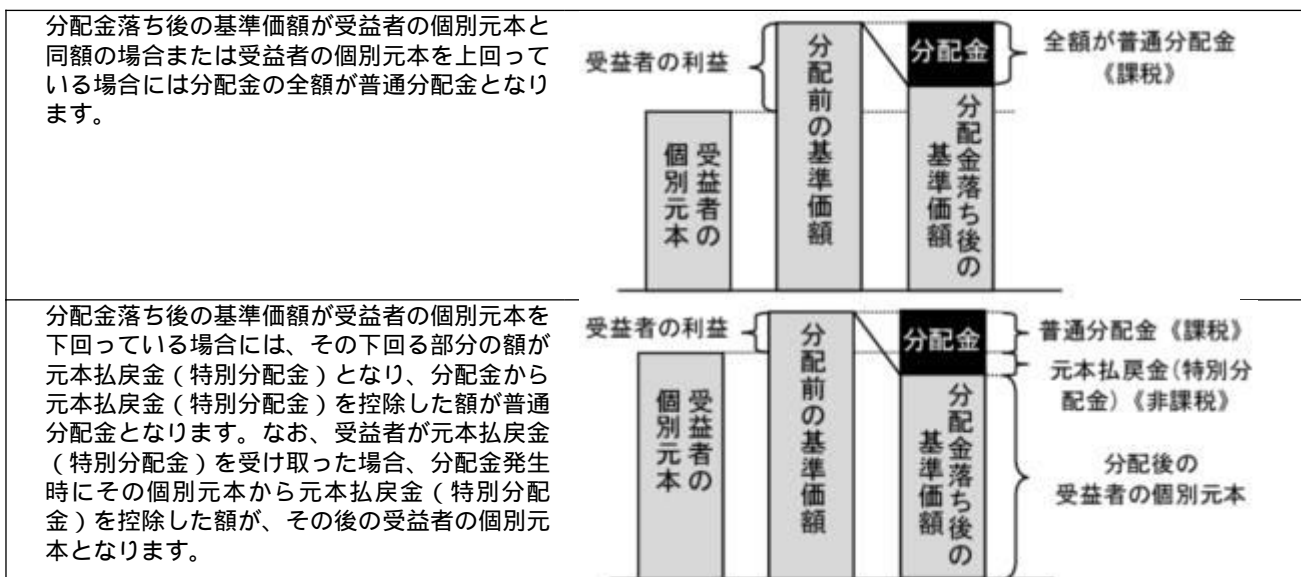 分配金落ち後の基準価額が受益者の個別元本と
同額の場合または受益者の個別元本を上回って
いる場合には分配金の全額が普通分配金となり
ます。
受益者の利益
分配前の基準価額
分配金
全額が普通分配金
《課税》
受益者の
個別元本
分配金落ち後の
基準価額
分配金落ち後の基準価額が受益者の個別元本を
下回っている場合には、その下回る部分の額が
元本払戻金(特別分配金)となり、分配金から
元本払戻金(特別分配金)を控除した額が普通
分配金となります。なお、受益者が元本払戻金
(特別分配金)を受け取った場合、分配金発生
時にその個別元本から元本払戻金(特別分配
金)を控除した額が、その後の受益者の個別元
本となります。
受益者の利益
分配前の基準価額
分配金
普通分配金《課税》
元本払戻金(特別分
配金)《非課税》
受益者の
個別元本
分配金落ち後の
基準価額
分配後の
受益者の個別元本